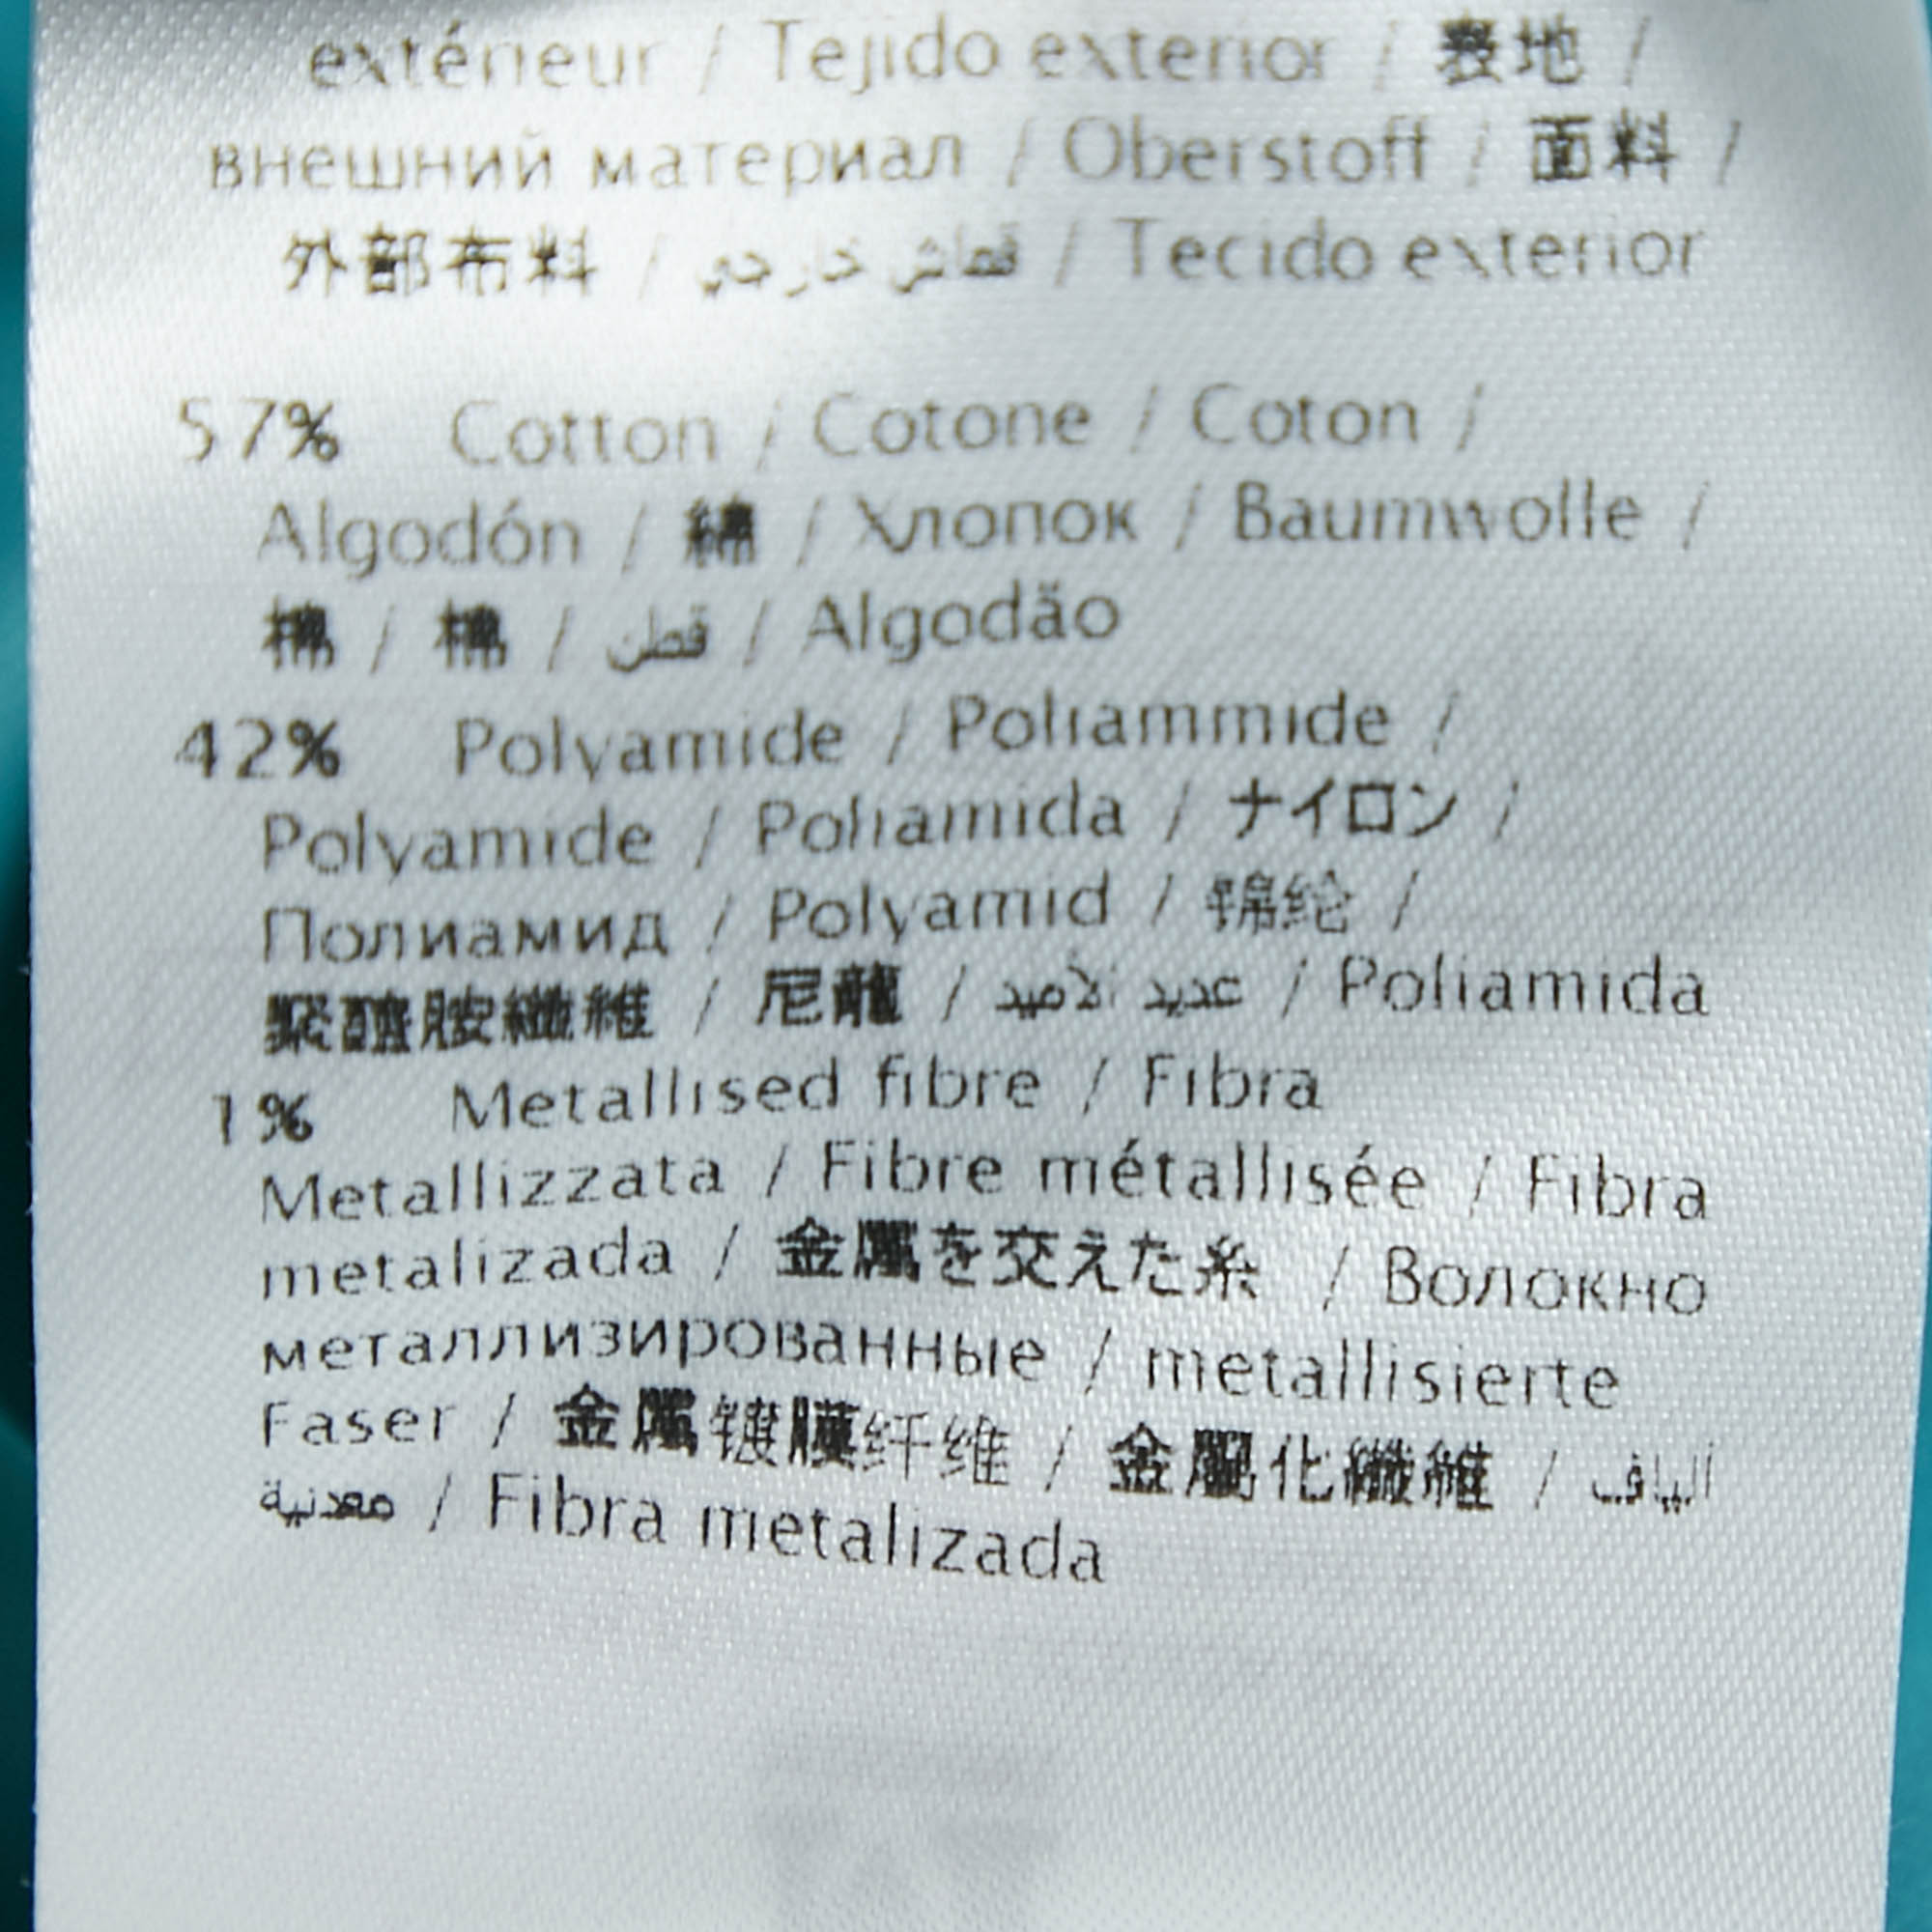 extérieur / Tejido exterior / 表地 /
внешний материал / Oberstoff / 面料 /
外部布料 / قماش خارجي / Tecido exterior
57% Cotton / Cotone / Coton /
Algodón / 綿 / Хлопок / Baumwolle /
棉 / 棉 / قطن / Algodão
42% Polyamide / Poliammide /
Polyamide / Poliamida / ナイロン /
Полиамид / Polyamid / 锦纶 /
聚醯胺纖維 / 尼龍 / عديد الأميد / Poliamida
1% Metallised fibre / Fibra
Metallizzata / Fibre métallisée / Fibra
metalizada / 金属を交えた糸 / Волокно
металлизированные / metallisierte
Faser / 金属镀膜纤维 / 金屬化纖維 / ألياف
معدنية / Fibra metalizada